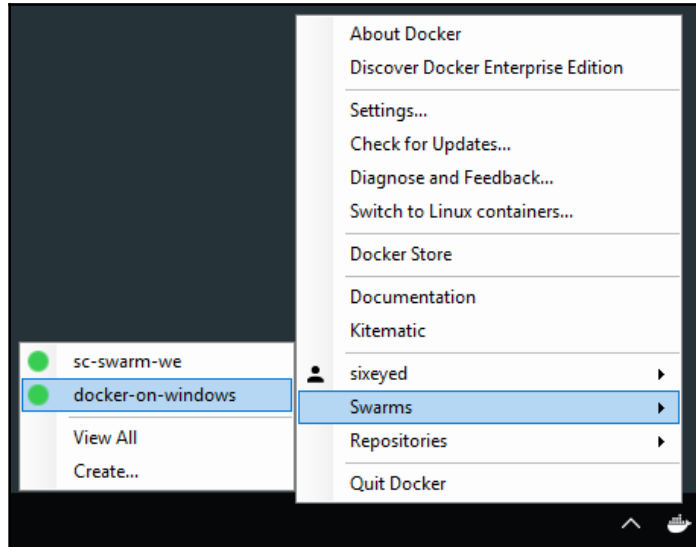 About Docker
Discover Docker Enterprise Edition
Settings...
Check for Updates...
Diagnose and Feedback...
Switch to Linux containers...
Docker Store
Documentation
Kitematic
sixeyed
Swarms
Repositories
Quit Docker
sc-swarm-we
docker-on-windows
View All
Create...